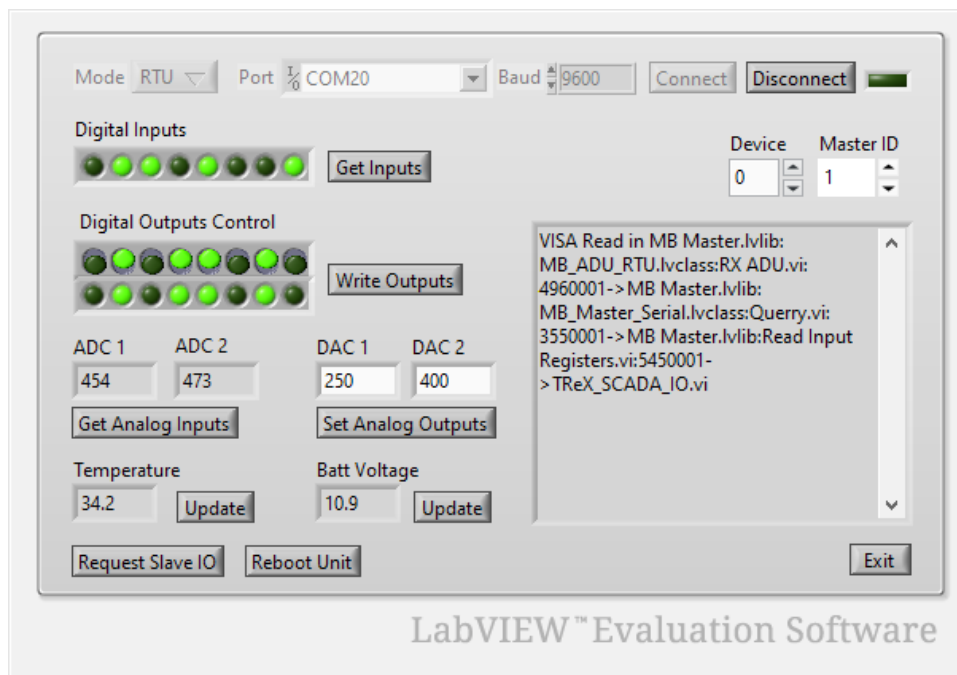 Mode RTU Port I/O COM20 Baud 9600 Connect Disconnect
Digital Inputs
Get Inputs
Device Master ID
0 1
Digital Outputs Control
Write Outputs
ADC 1 ADC 2 DAC 1 DAC 2
454 473 250 400
Get Analog Inputs Set Analog Outputs
Temperature Batt Voltage
34.2 Update 10.9 Update
Request Slave IO Reboot Unit
VISA Read in MB Master.lvlib:
MB_ADU_RTU.lvclass:RX ADU.vi:
4960001->MB Master.lvlib:
MB_Master_Serial.lvclass:Querry.vi:
3550001->MB Master.lvlib:Read Input
Registers.vi:5450001-
>TReX_SCADA_IO.vi
Exit
LabVIEW™ Evaluation Software